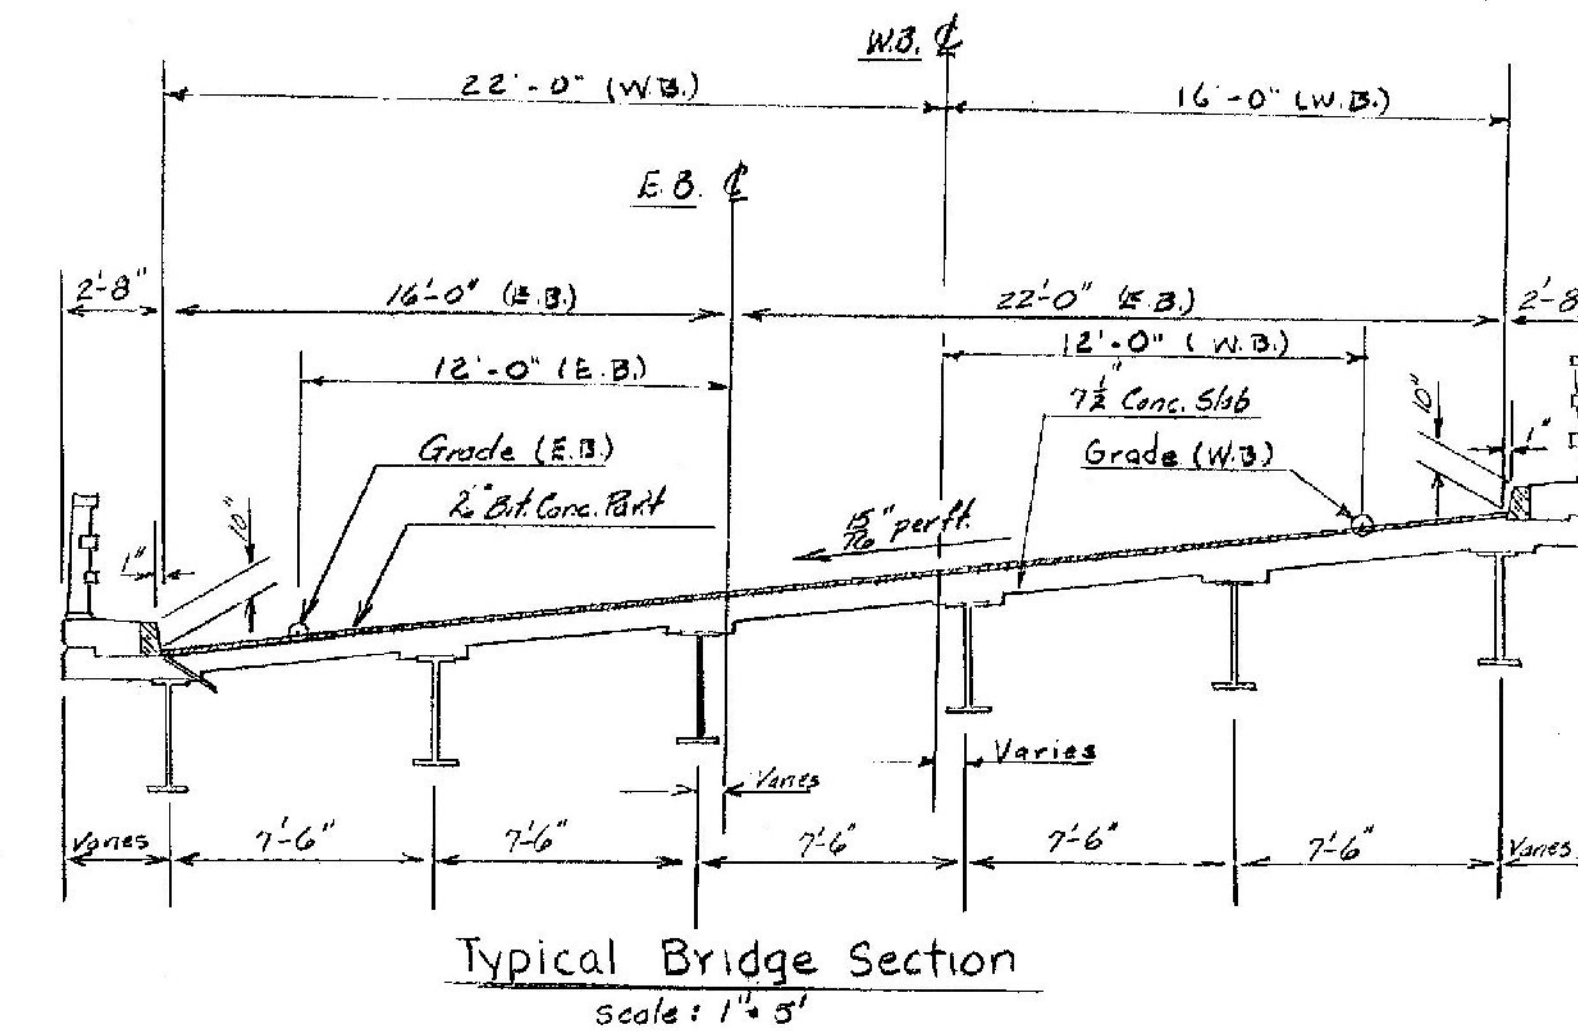 W.B. ℄
22'-0" (W.B.)
16'-0" (W.B.)
E.B. ℄
2'-8"
16'-0" (E.B.)
22'-0" (E.B.)
2'-8
12'-0" (W.B.)
12'-0" (E.B.)
7½" Conc. Slab
10"
1"
Grade (E.B.)
Grade (W.B.)
10"
2" Bit. Conc. Pav't
15/16" per ft.
1"
Varies
Varies
Varies
7'-6"
7'-6"
7'-6"
7'-6"
7'-6"
Varies
Typical Bridge Section
scale: 1" = 5'